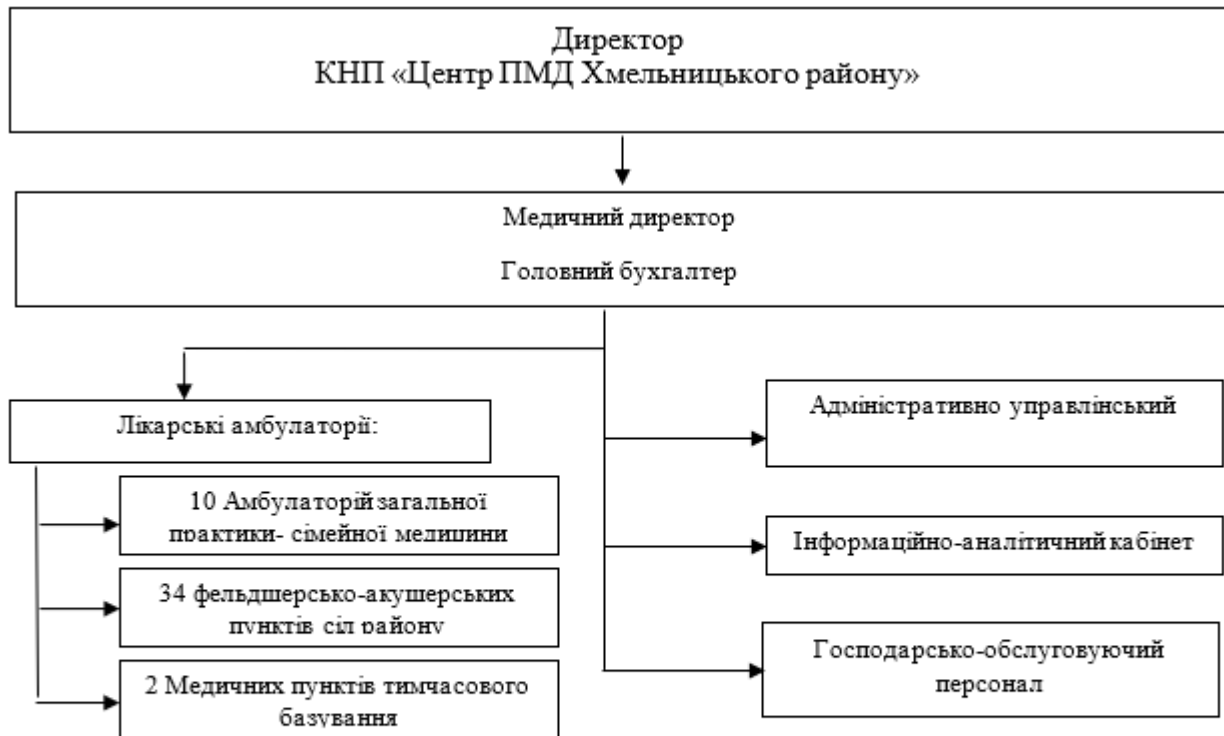 Директор
КНП «Центр ПМД Хмельницького району»
Медичний директор
Головний бухгалтер
Лікарські амбулаторії:
10 Амбулаторій загальної
практики- сімейної медицини
34 фельдшерсько-акушерських
пунктів сіл району
2 Медичних пунктів тимчасового
базування
Адміністративно управлінський
Інформаційно-аналітичний кабінет
Господарсько-обслуговуючий
персонал